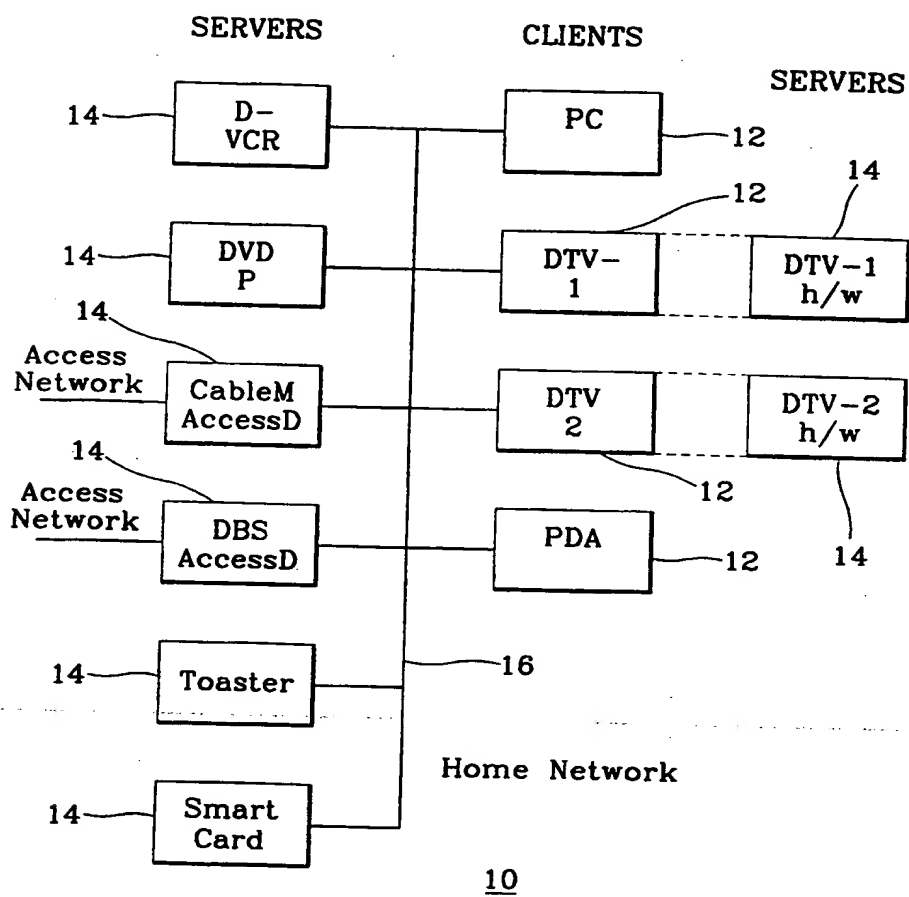 SERVERS
CLIENTS
SERVERS
14
D-
VCR
PC
12
12
14
14
DVD
P
DTV-
1
DTV-1
h/w
14
Access
Network
CableM
AccessD
DTV
2
DTV-2
h/w
14
12
Access
Network
DBS
AccessD
PDA
12
14
14
Toaster
16
Home Network
14
Smart
Card
10